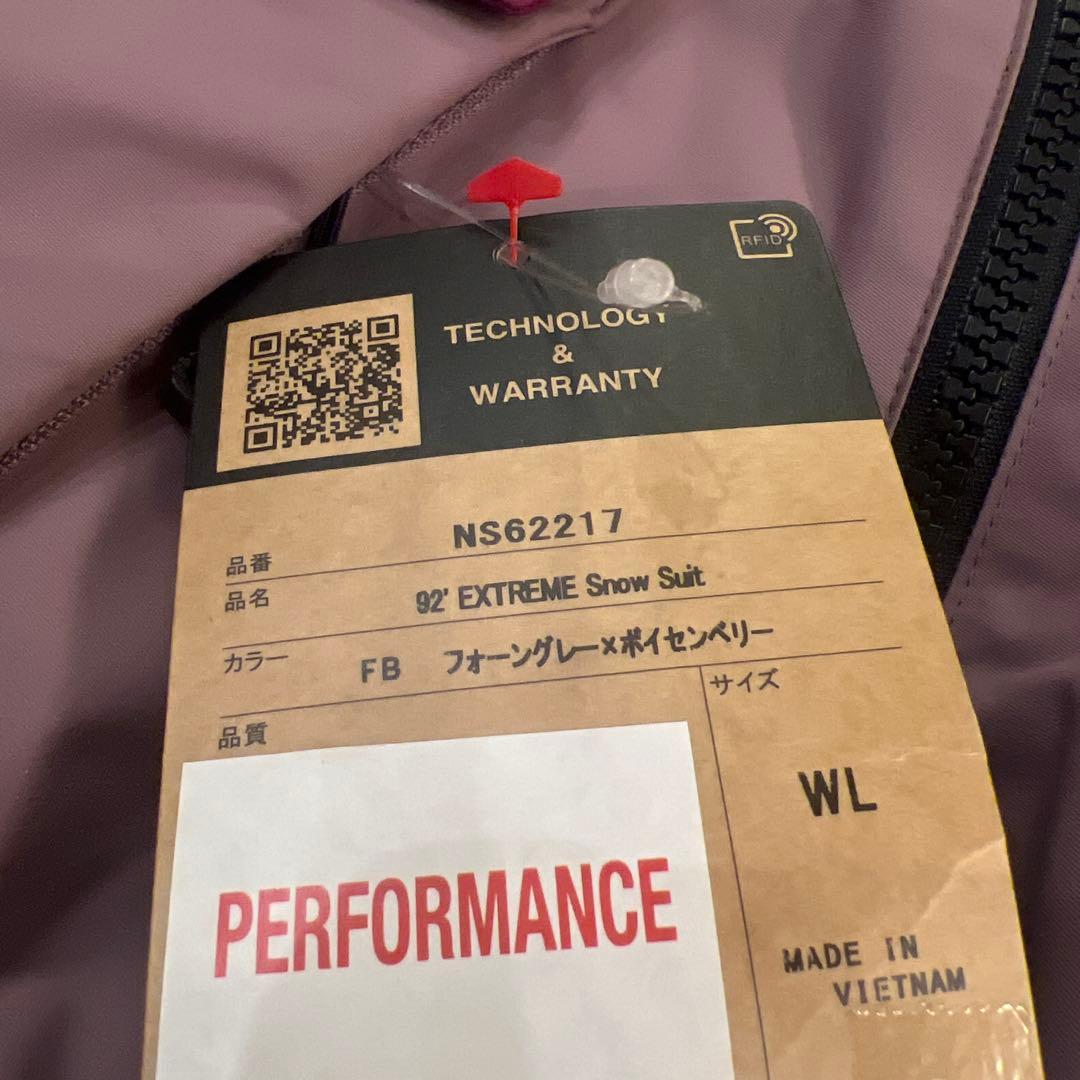 RFID
TECHNOLOGY
&
WARRANTY
品番 NS62217
品名 92' EXTREME Snow Suit
カラー FB フォーングレー×ボイセンベリー
品質
サイズ
WL
PERFORMANCE
MADE IN
VIETNAM